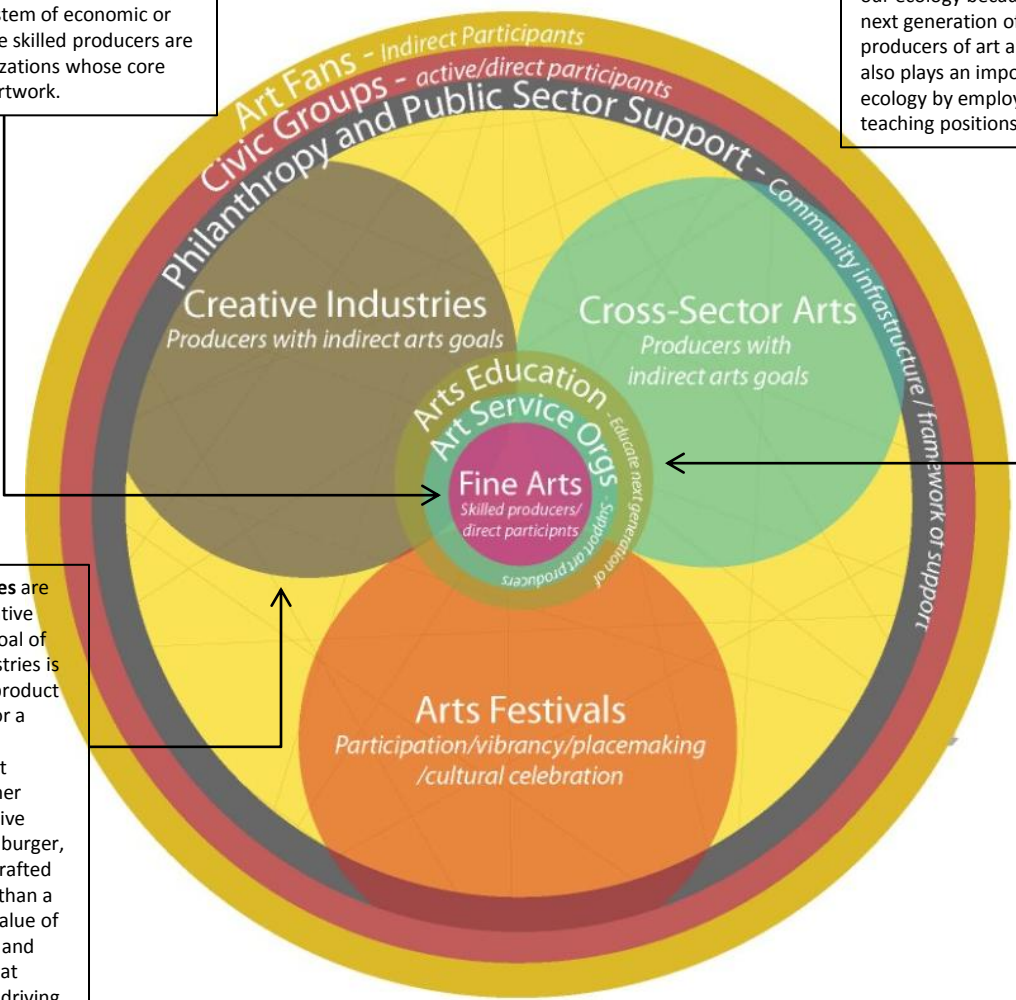 stem of economic or
e skilled producers are
zations whose core
rtwork.
next generation of
producers of art a
also plays an impo
ecology by employ
teaching positions
Art Fans - Indirect Participants
Civic Groups - active/direct participants
Philanthropy and Public Sector Support - Community infrastructure / framework of support
Creative Industries
Producers with indirect arts goals
Cross-Sector Arts
Producers with
indirect arts goals
Arts Education - Educate next generation of
Art Service Orgs - Support art producers
Fine Arts
Skilled producers/
direct participnts
Arts Festivals
Participation/vibrancy/placemaking
/cultural celebration
es are
tive
oal of
stries is
product
or a
t
ner
ive
burger,
rafted
than a
alue of
and
at
driving